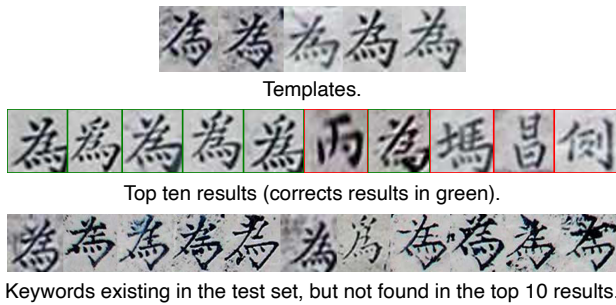 為為為為為
Templates.
為為為為為丙為昌倒
Top ten results (corrects results in green).
為為為為為為為為為為為
Keywords existing in the test set, but not found in the top 10 results